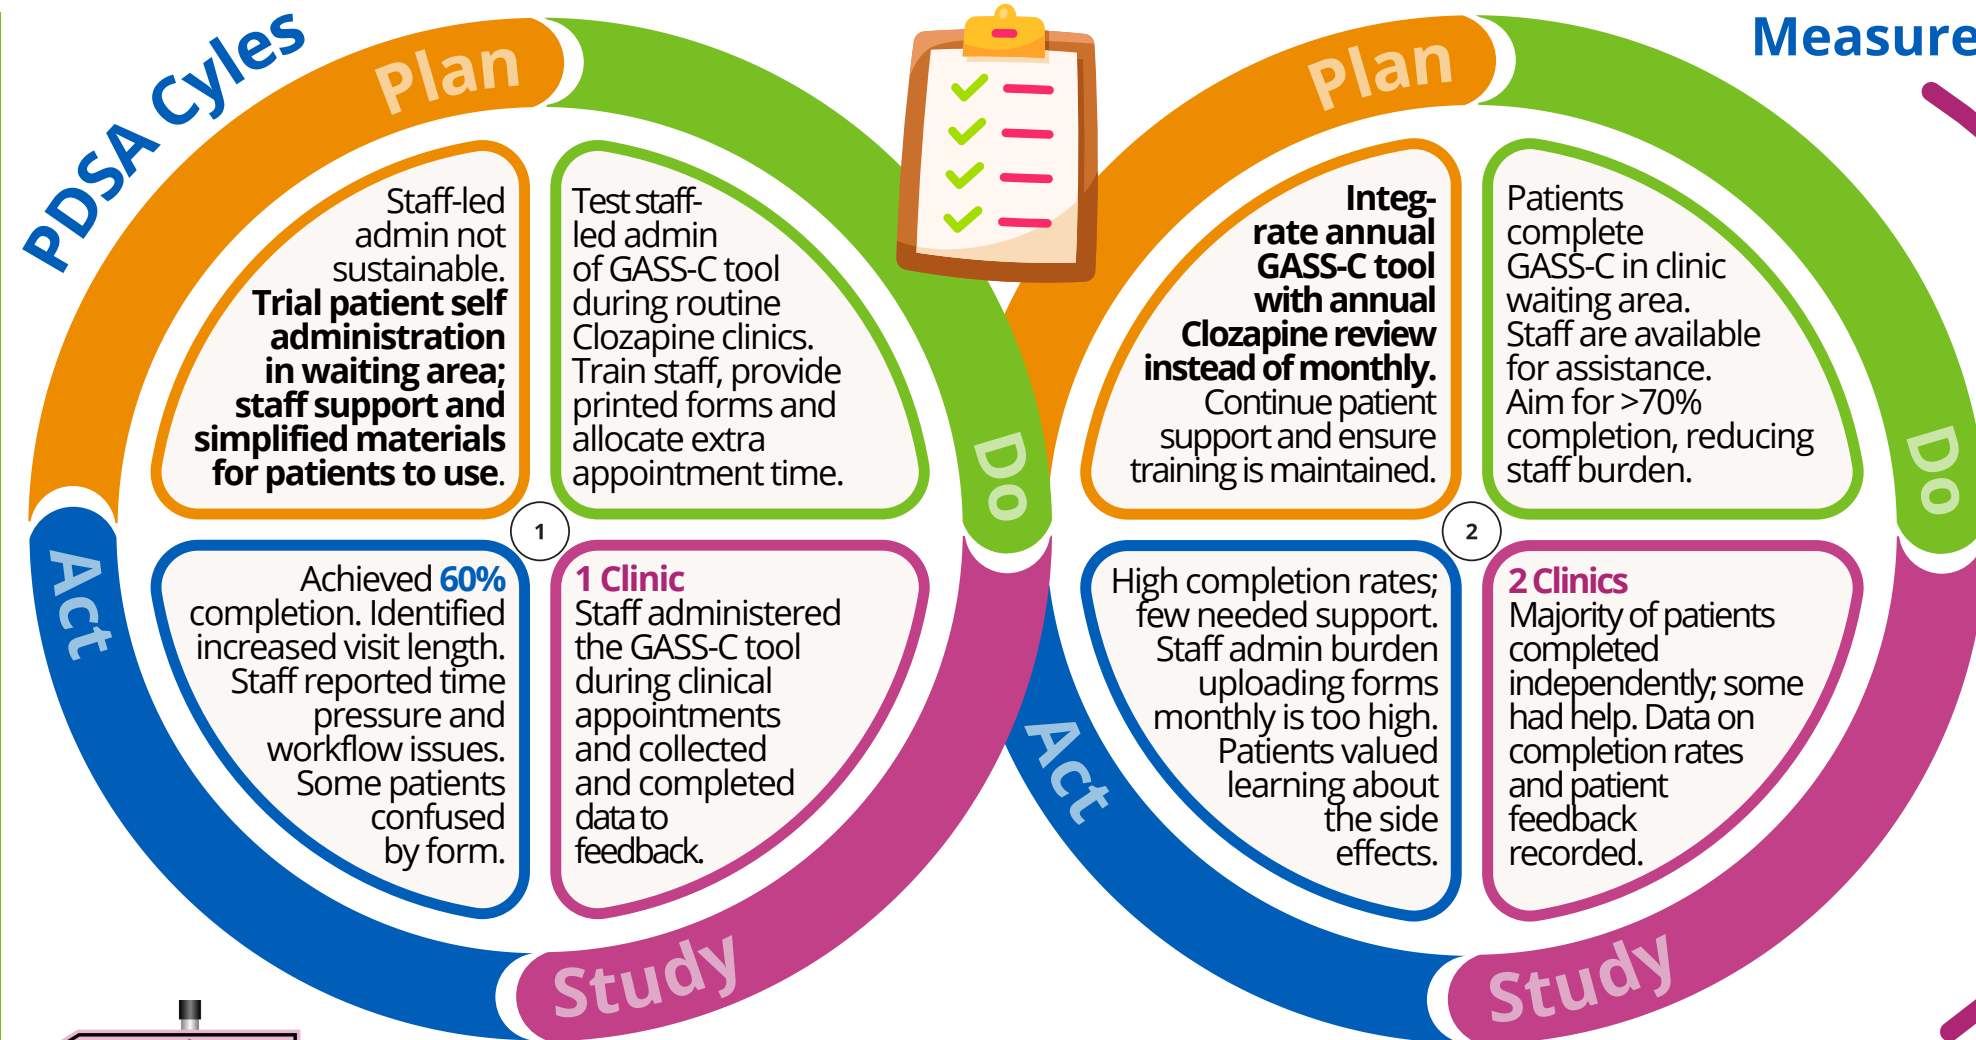 PDSA Cyles
Plan
Staff-led
admin not
sustainable.
Trial patient self
administration
in waiting area;
staff support and
simplified materials
for patients to use.
Do
Test staff-
led admin
of GASS-C tool
during routine
Clozapine clinics.
Train staff, provide
printed forms and
allocate extra
appointment time.
1
Act
Achieved 60%
completion. Identified
increased visit length.
Staff reported time
pressure and
workflow issues.
Some patients
confused
by form.
Study
1 Clinic
Staff administered
the GASS-C tool
during clinical
appointments
and collected
and completed
data to
feedback.
Plan
Integ-
rate annual
GASS-C tool
with annual
Clozapine review
instead of monthly.
Continue patient
support and ensure
training is maintained.
Do
Patients
complete
GASS-C in clinic
waiting area.
Staff are available
for assistance.
Aim for >70%
completion, reducing
staff burden.
2
Act
High completion rates;
few needed support.
Staff admin burden
uploading forms
monthly is too high.
Patients valued
learning about
the side
effects.
Study
2 Clinics
Majority of patients
completed
independently; some
had help. Data on
completion rates
and patient
feedback
recorded.
Measure